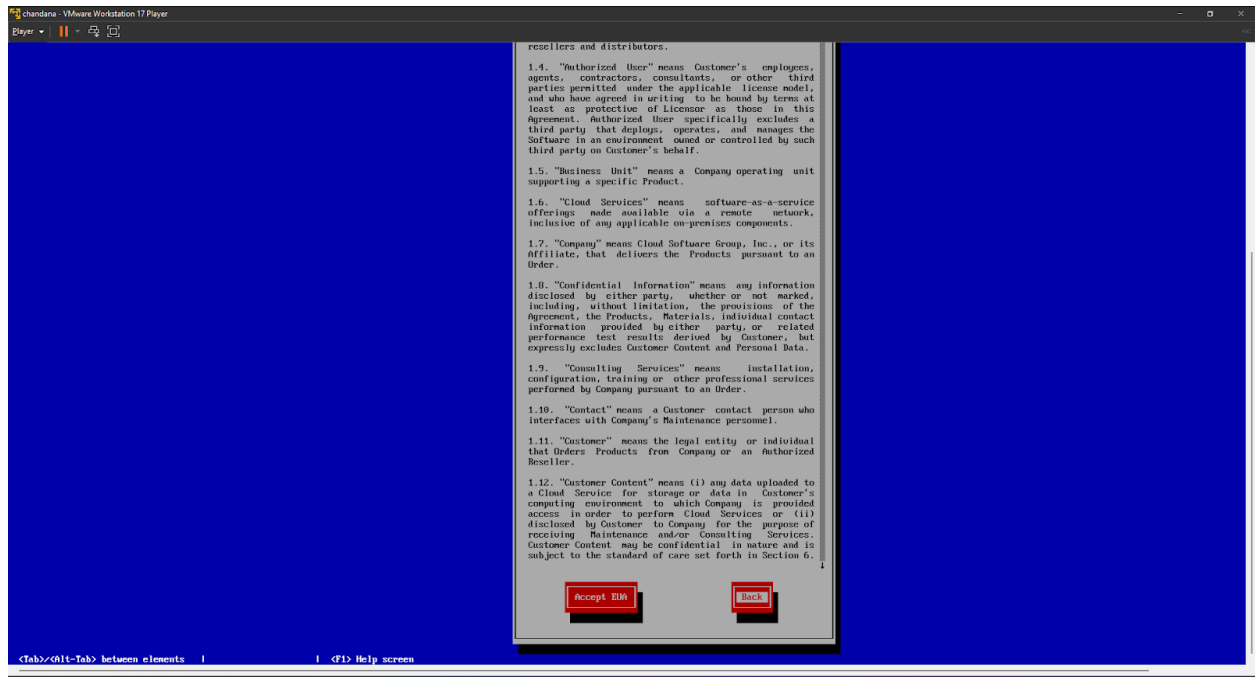 chandana - VMware Workstation 17 Player
Player
resellers and distributors.
1.4. "Authorized User" means Customer's employees,
agents, contractors, consultants, or other third
parties permitted under the applicable license model,
and who have agreed in writing to be bound by terms at
least as protective of Licensor as those in this
Agreement. Authorized User specifically excludes a
third party that deploys, operates, and manages the
Software in an environment owned or controlled by such
third party on Customer's behalf.
1.5. "Business Unit" means a Company operating unit
supporting a specific Product.
1.6. "Cloud Services" means software-as-a-service
offerings made available via a remote network,
inclusive of any applicable on-premises components.
1.7. "Company" means Cloud Software Group, Inc., or its
Affiliate, that delivers the Products pursuant to an
Order.
1.8. "Confidential Information" means any information
disclosed by either party, whether or not marked,
including, without limitation, the provisions of the
Agreement, the Products, Materials, individual contact
information provided by either party, or related
performance test results derived by Customer, but
expressly excludes Customer Content and Personal Data.
1.9. "Consulting Services" means installation,
configuration, training or other professional services
performed by Company pursuant to an Order.
1.10. "Contact" means a Customer contact person who
interfaces with Company's Maintenance personnel.
1.11. "Customer" means the legal entity or individual
that Orders Products from Company or an Authorized
Reseller.
1.12. "Customer Content" means (i) any data uploaded to
a Cloud Service for storage or data in Customer's
computing environment to which Company is provided
access in order to perform Cloud Services or (ii)
disclosed by Customer to Company for the purpose of
receiving Maintenance and/or Consulting Services.
Customer Content may be confidential in nature and is
subject to the standard of care set forth in Section 6.
Accept EUA Back
<Tab>/<Alt-Tab> between elements | | <F1> Help screen